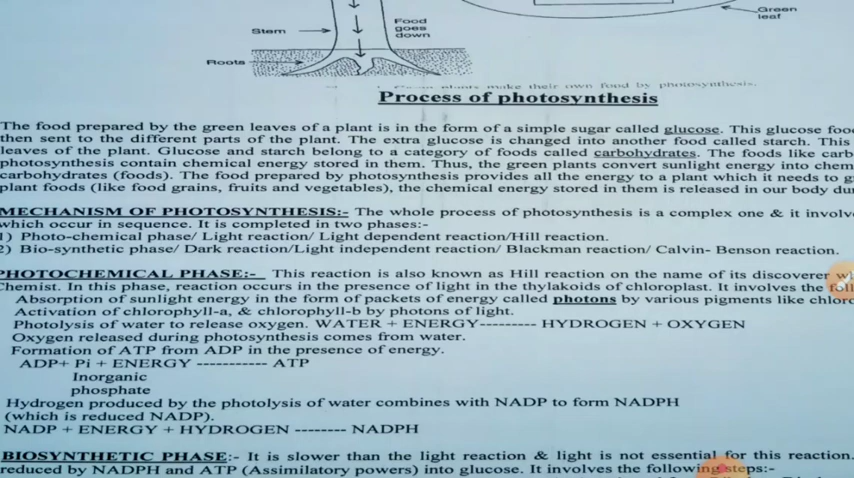 Green
leaf
Stem
Food
goes
down
Roots
plants make their own food by photosynthesis.
Process of photosynthesis
The food prepared by the green leaves of a plant is in the form of a simple sugar called glucose. This glucose
then sent to the different parts of the plant. The extra glucose is changed into another food called starch. This
leaves of the plant. Glucose and starch belong to a category of foods called carbohydrates. The foods like carb
photosynthesis contain chemical energy stored in them. Thus, the green plants convert sunlight energy into chem
carbohydrates (foods). The food prepared by photosynthesis provides all the energy to a plant which it needs to
plant foods (like food grains, fruits and vegetables), the chemical energy stored in them is released in our body
MECHANISM OF PHOTOSYNTHESIS:- The whole process of photosynthesis is a complex one & it involv
which occur in sequence. It is completed in two phases:-
1) Photo-chemical phase/ Light reaction/ Light dependent reaction/Hill reaction.
2) Bio-synthetic phase/ Dark reaction/Light independent reaction/ Blackman reaction/ Calvin- Benson reaction.
PHOTOCHEMICAL PHASE:- This reaction is also known as Hill reaction on the name of its discoverer
Chemist. In this phase, reaction occurs in the presence of light in the thylakoids of chloroplast. It involves the
Absorption of sunlight energy in the form of packets of energy called photons by various pigments like chlor
Activation of chlorophyll-a, & chlorophyll-b by photons of light.
Photolysis of water to release oxygen. WATER + ENERGY--------- HYDROGEN + OXYGEN
Oxygen released during photosynthesis comes from water.
Formation of ATP from ADP in the presence of energy.
ADP+ Pi + ENERGY ----------- ATP
Inorganic
phosphate
Hydrogen produced by the photolysis of water combines with NADP to form NADPH
(which is reduced NADP).
NADP + ENERGY + HYDROGEN -------- NADPH
BIOSYNTHETIC PHASE:- It is slower than the light reaction & light is not essential for this reaction.
reduced by NADPH and ATP (Assimilatory powers) into glucose. It involves the following steps:-